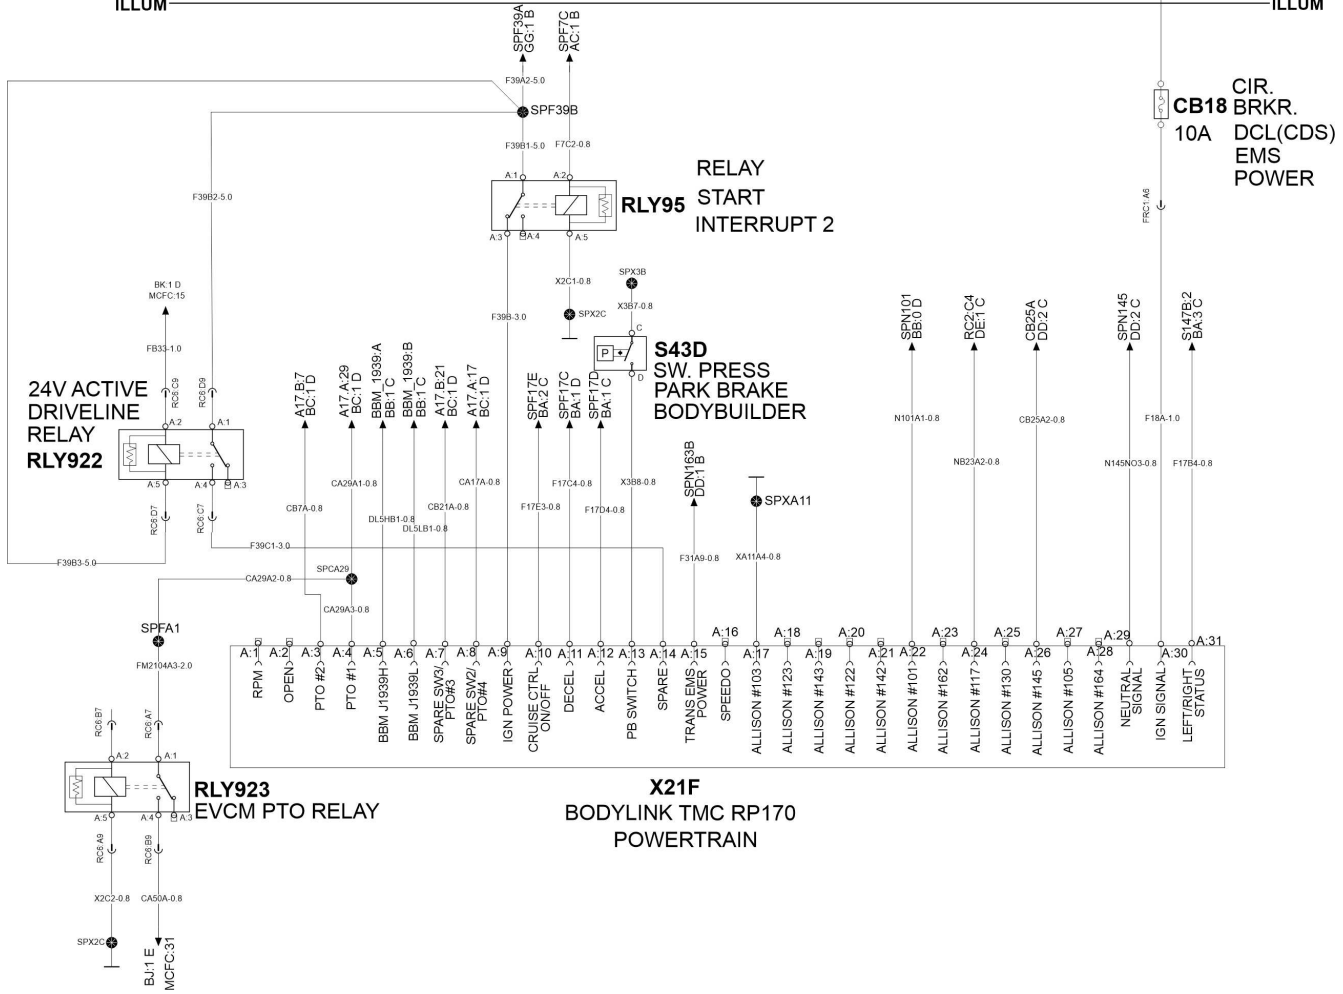 ILLUM
ILLUM
SPF39A
GG:1 B
SPF7C
AC:1 B
F39A2-5.0
SPF39B
F39B1-5.0
F7C2-0.8
CB18
10A
CIR.
BRKR.
DCL(CDS)
EMS
POWER
F39B2-5.0
A:1
A:2
RLY95
RELAY
START
INTERRUPT 2
A:3
A:4
A:5
FRC1:A6
X2C1-0.8
SPX2C
F39B-3.0
SPX3B
X3B7-0.8
C
P
D
S43D
SW. PRESS
PARK BRAKE
BODYBUILDER
BK:1 D
MCFC:15
FB33-1.0
RC6:C9
RC6:D9
24V ACTIVE
DRIVELINE
RELAY
RLY922
A:2
A:1
A:5
A:4
A:3
RC6:D7
RC6:C7
F39B3-5.0
F39C1-3.0
A17.B:7
BC:1 D
A17.A:29
BC:1 D
BBM_1939:A
BB:1 C
BBM_1939:B
BB:1 C
A17.B:21
BC:1 D
A17.A:17
BC:1 D
SPF17E
BA:2 C
SPF17C
BA:1 D
SPF17D
BA:1 C
SPN163B
DD:1 B
SPXA11
SPN101
BB:0 D
RC2:C4
DE:1 C
CB25A
DD:2 C
SPN145
DD:2 C
S147B:2
BA:3 C
CB7A-0.8
CA29A1-0.8
DL5HB1-0.8
DL5LB1-0.8
CB21A-0.8
CA17A-0.8
F17E3-0.8
F17C4-0.8
F17D4-0.8
X3B8-0.8
F31A9-0.8
XA11A4-0.8
N101A1-0.8
NB23A2-0.8
CB25A2-0.8
N145NO3-0.8
F18A-1.0
F17B4-0.8
SPCA29
CA29A2-0.8
CA29A3-0.8
SPFA1
FM2104A3-2.0
A:1
A:2
A:3
A:4
A:5
A:6
A:7
A:8
A:9
A:10
A:11
A:12
A:13
A:14
A:15
A:16
A:17
A:18
A:19
A:20
A:21
A:22
A:23
A:24
A:25
A:26
A:27
A:28
A:29
A:30
A:31
RPM
OPEN
PTO #2
PTO #1
BBM J1939H
BBM J1939L
SPARE SW3/
PTO#3
SPARE SW2/
PTO#4
IGN POWER
CRUISE CTRL
ON/OFF
DECEL
ACCEL
PB SWITCH
SPARE
TRANS EMS
POWER
SPEEDO
ALLISON #103
ALLISON #123
ALLISON #143
ALLISON #122
ALLISON #142
ALLISON #101
ALLISON #162
ALLISON #117
ALLISON #130
ALLISON #145
ALLISON #105
ALLISON #164
NEUTRAL
SIGNAL
IGN SIGNAL
LEFT/RIGHT
STATUS
X21F
BODYLINK TMC RP170
POWERTRAIN
RC6:B7
RC6:A7
A:2
A:1
RLY923
EVCM PTO RELAY
A:5
A:4
A:3
RC6:A9
RC6:B9
X2C2-0.8
CA50A-0.8
SPX2C
BJ:1 E
MCFC:31